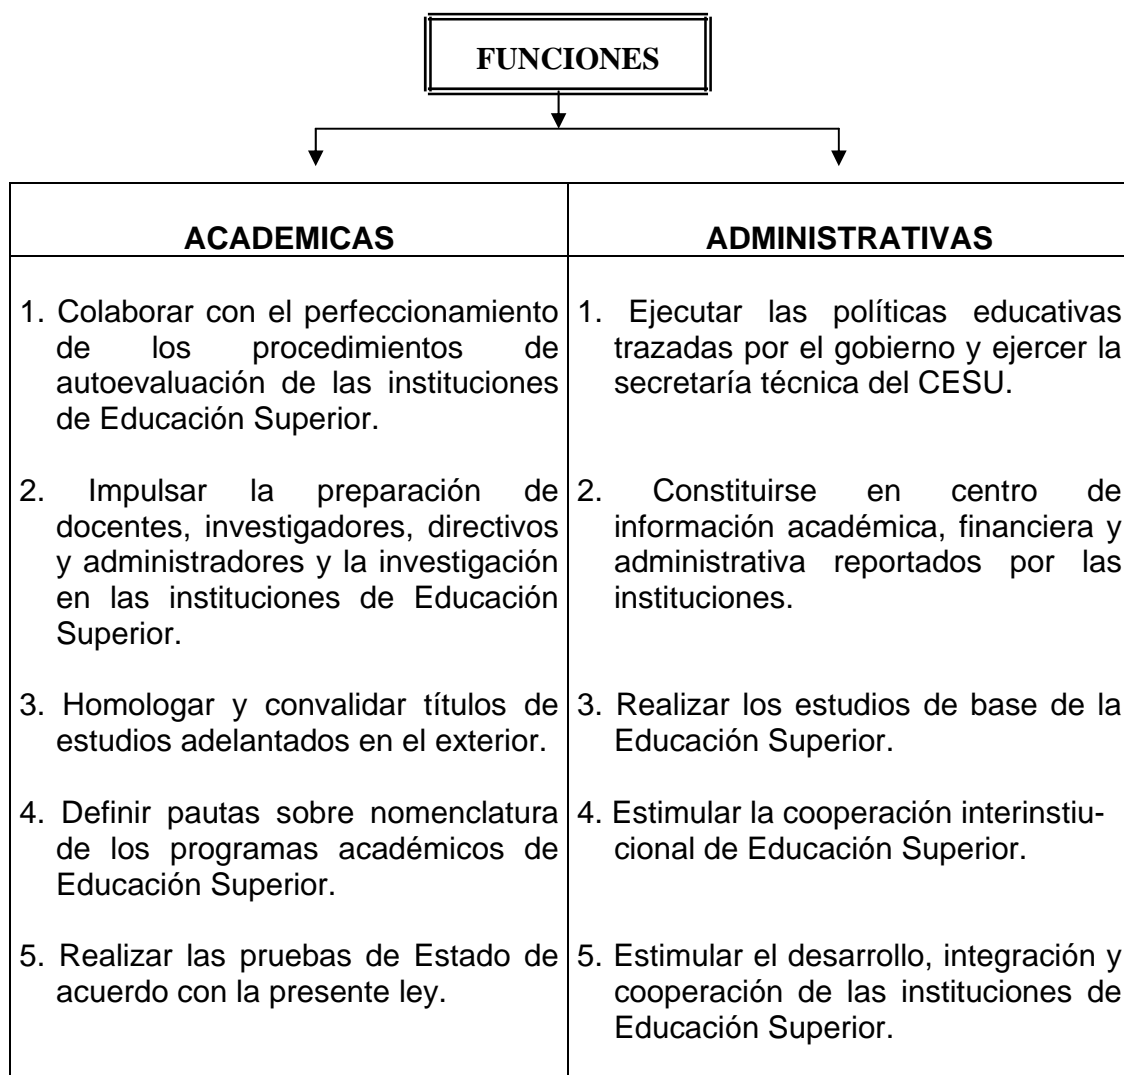 FUNCIONES
ACADEMICAS
1. Colaborar con el perfeccionamiento
de los procedimientos de
autoevaluación de las instituciones
de Educación Superior.
2. Impulsar la preparación de
docentes, investigadores, directivos
y administradores y la investigación
en las instituciones de Educación
Superior.
3. Homologar y convalidar títulos de
estudios adelantados en el exterior.
4. Definir pautas sobre nomenclatura
de los programas académicos de
Educación Superior.
5. Realizar las pruebas de Estado de
acuerdo con la presente ley.
ADMINISTRATIVAS
1. Ejecutar las políticas educativas
trazadas por el gobierno y ejercer la
secretaría técnica del CESU.
2. Constituirse en centro de
información académica, financiera y
administrativa reportados por las
instituciones.
3. Realizar los estudios de base de la
Educación Superior.
4. Estimular la cooperación interinstiu-
cional de Educación Superior.
5. Estimular el desarrollo, integración y
cooperación de las instituciones de
Educación Superior.